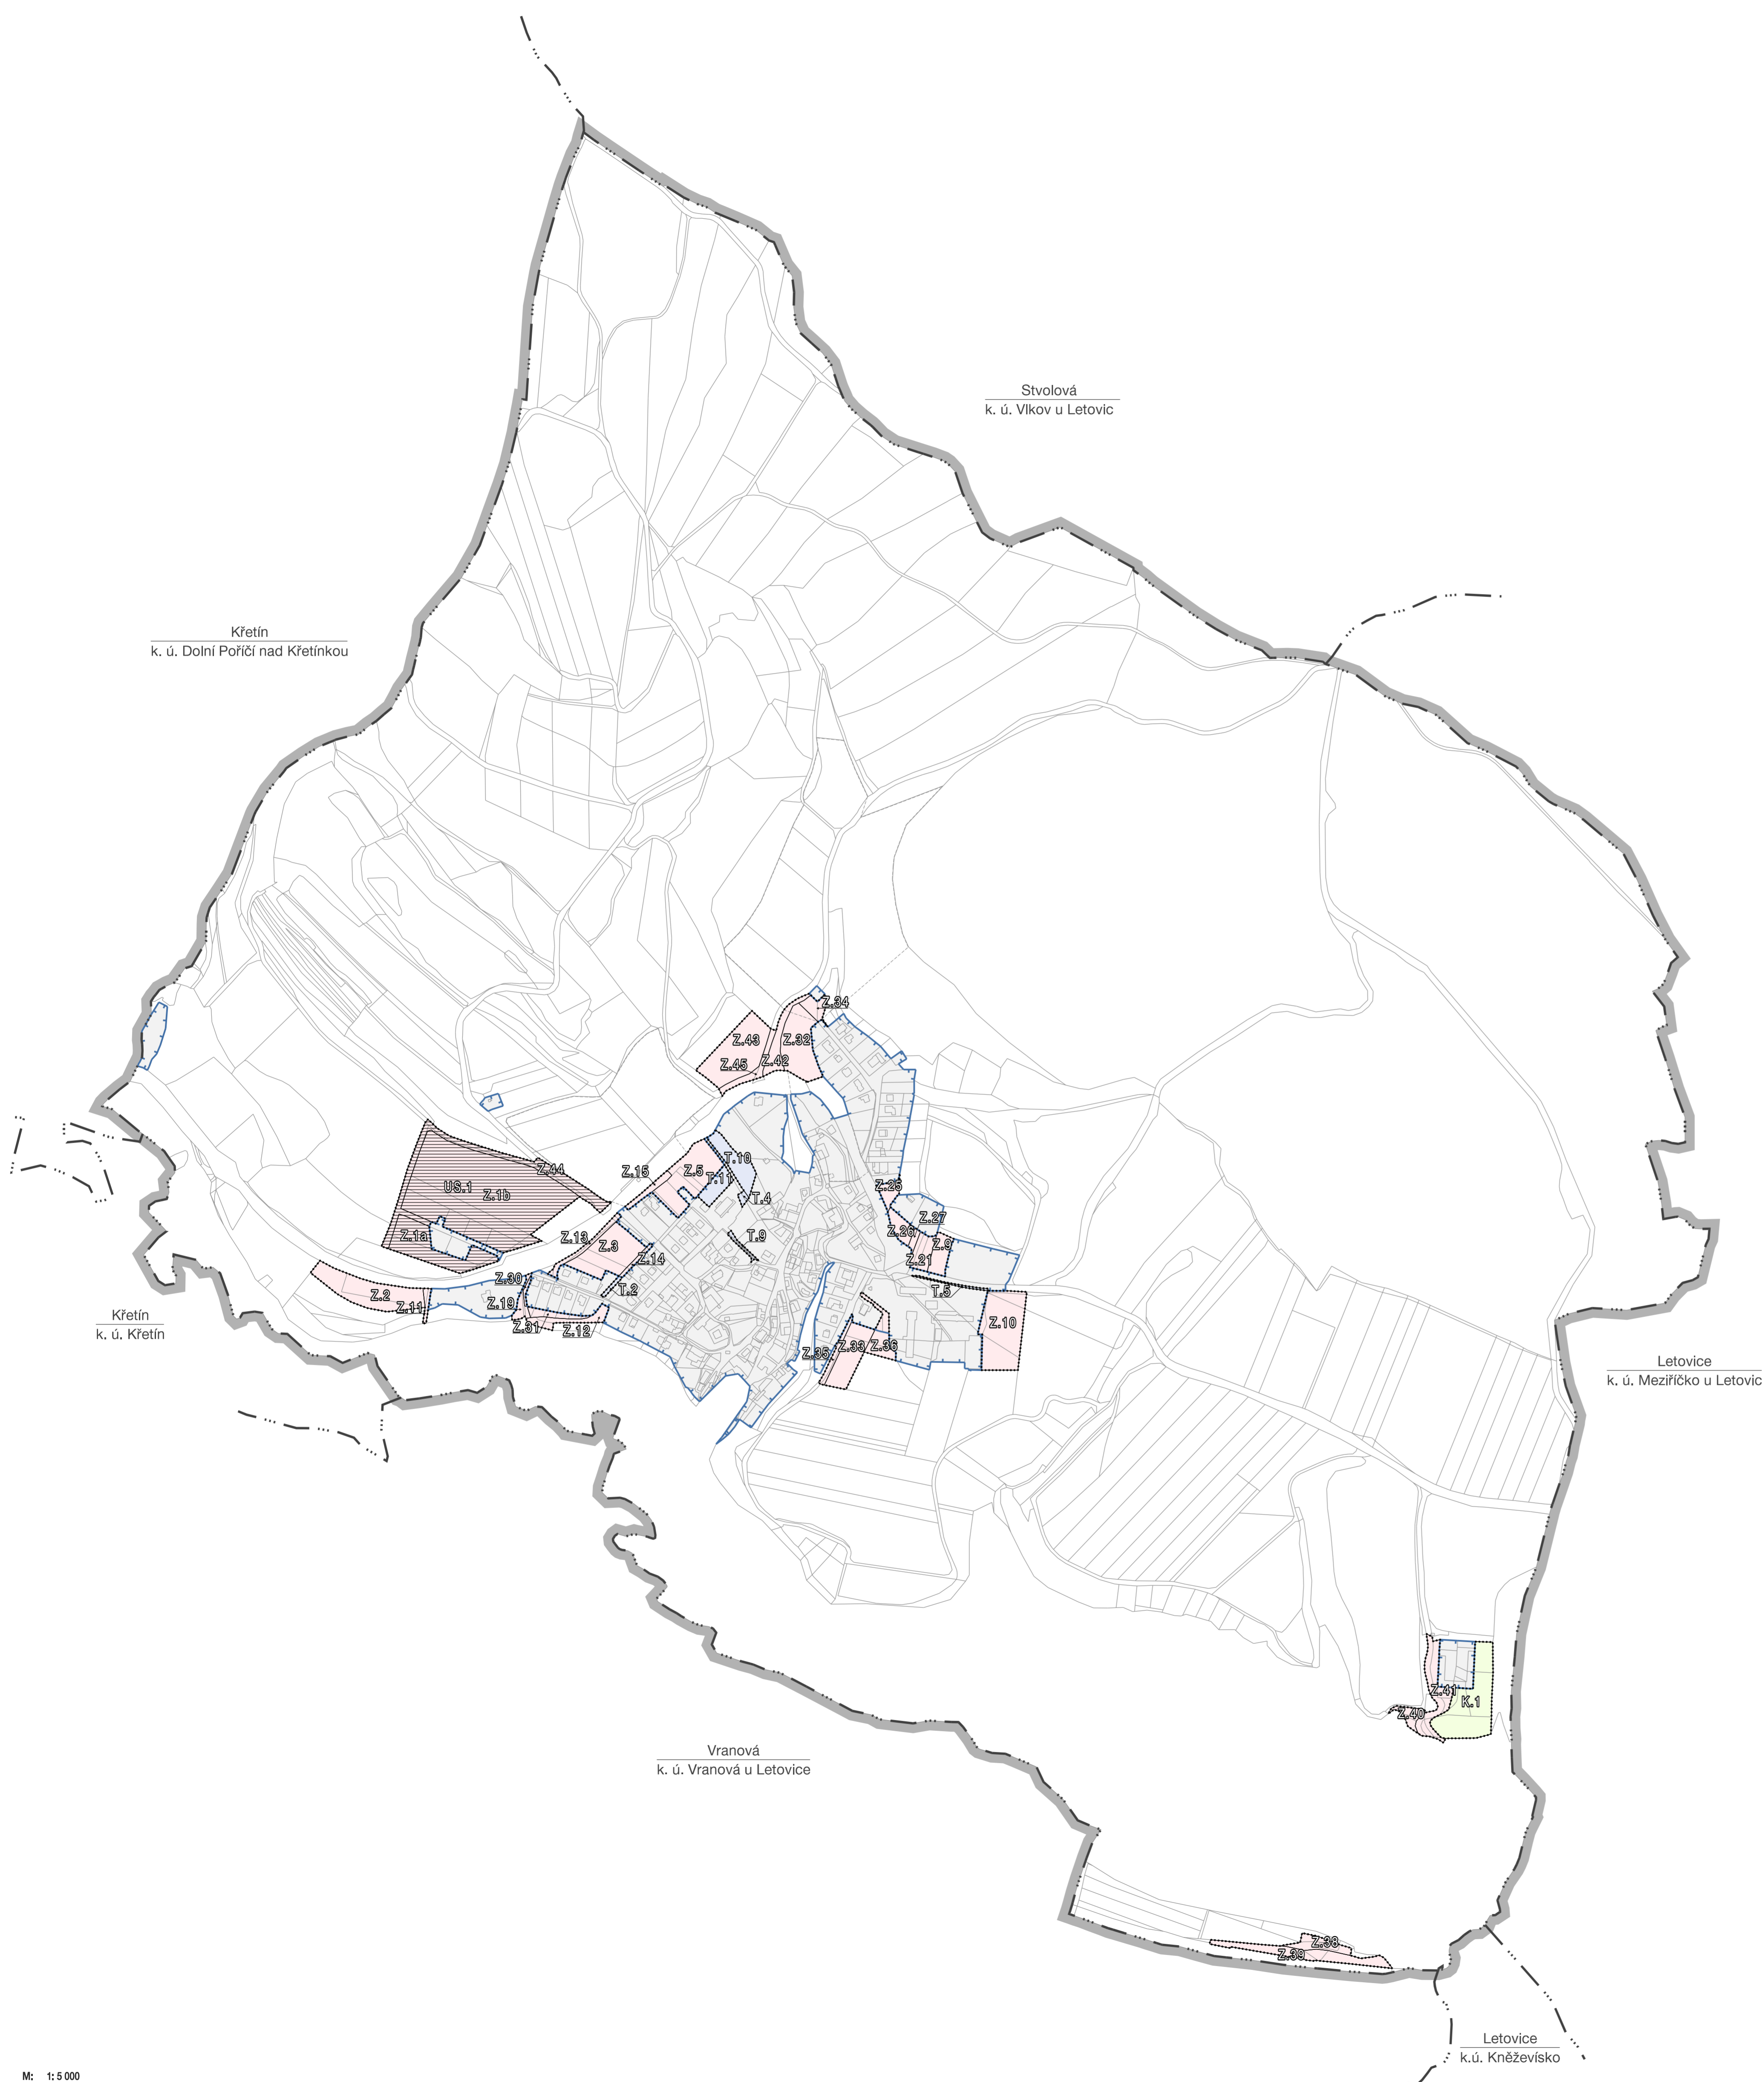 Stvolová
k. ú. Vlkov u Letovic
Křetín
k. ú. Dolní Poříčí nad Křetínkou
Z.34
Z.43
Z.32
Z.45
Z.42
Z.44
Z.15
Z.5
T.10
T.11
T.4
US.1
Z.1b
Z.1a
Z.25
Z.27
Z.26
Z.9
Z.21
Z.13
Z.3
Z.14
T.9
T.2
T.5
Z.30
Z.2
Z.11
Z.19
Z.31
Z.12
Z.10
Z.35
Z.33
Z.36
Křetín
k. ú. Křetín
Letovice
k. ú. Meziříčko u Letovic
Z.41
K.1
Z.40
Vranová
k. ú. Vranová u Letovice
Z.38
Z.39
Letovice
k.ú. Kněževísko
M: 1: 5 000